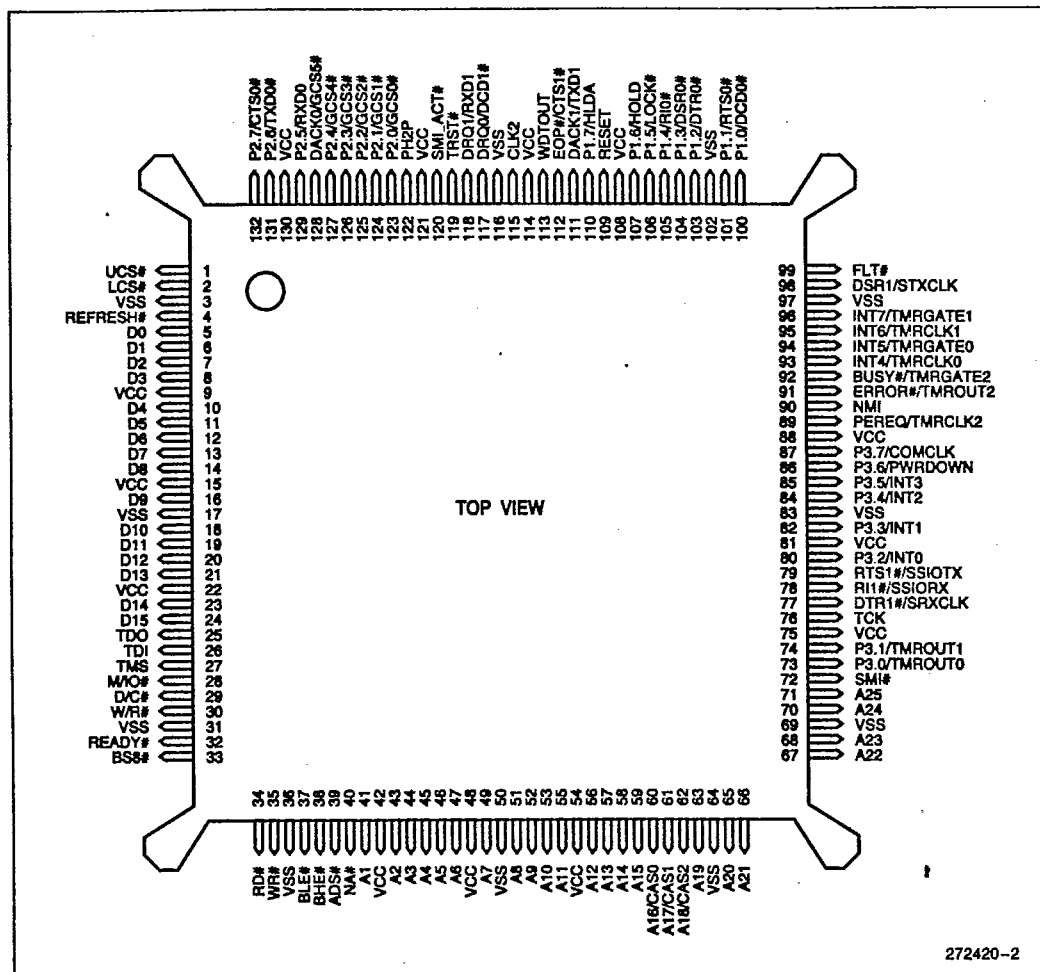 132 P2.7/CTS0#
131 P2.6/TXD0#
130 VCC
129 P2.5/RXD0
128 DACK0/GCS5#
127 P2.4/GCS4#
126 P2.3/GCS3#
125 P2.2/GCS2#
124 P2.1/GCS1#
123 P2.0/GCS0#
122 PH2P
121 VCC
120 SMI_ACT#
119 TRST#
118 DRQ1/RXD1
117 DRQ0/DCD1#
116 VSS
115 CLK2
114 VCC
113 WDTOUT
112 EOP#/CTS1#
111 DACK1/TXD1
110 P1.7/HLDA
109 RESET
108 VCC
107 P1.6/HOLD
106 P1.5/LOCK#
105 P1.4/RI0#
104 P1.3/DSR0#
103 P1.2/DTR0#
102 VSS
101 P1.1/RTS0#
100 P1.0/DCD0#
UCS# 1
LCS# 2
VSS 3
REFRESH# 4
D0 5
D1 6
D2 7
D3 8
VCC 9
D4 10
D5 11
D6 12
D7 13
D8 14
VCC 15
D9 16
VSS 17
D10 18
D11 19
D12 20
D13 21
VCC 22
D14 23
D15 24
TDO 25
TDI 26
TMS 27
M/IO# 28
D/C# 29
W/R# 30
VSS 31
READY# 32
BS8# 33
TOP VIEW
99 FLT#
98 DSR1/STXCLK
97 VSS
96 INT7/TMRGATE1
95 INT6/TMRCLK1
94 INT5/TMRGATE0
93 INT4/TMRCLK0
92 BUSY#/TMRGATE2
91 ERROR#/TMROUT2
90 NMI
89 PEREQ/TMRCLK2
88 VCC
87 P3.7/COMCLK
86 P3.6/PWRDOWN
85 P3.5/INT3
84 P3.4/INT2
83 VSS
82 P3.3/INT1
81 VCC
80 P3.2/INT0
79 RTS1#/SSIOTX
78 RI1#/SSIORX
77 DTR1#/SRXCLK
76 TCK
75 VCC
74 P3.1/TMROUT1
73 P3.0/TMROUT0
72 SMI#
71 A25
70 A24
69 VSS
68 A23
67 A22
RD# 34
WR# 35
VSS 36
BLE# 37
BHE# 38
ADS# 39
NA# 40
A1 41
VCC 42
A2 43
A3 44
A4 45
A5 46
A6 47
VCC 48
A7 49
VSS 50
A8 51
A9 52
A10 53
A11 55
VCC 54
A12 56
A13 57
A14 58
A15 59
A16/CAS0 60
A17/CAS1 61
A18/CAS2 62
A19 63
VSS 64
A20 65
A21 66
272420-2